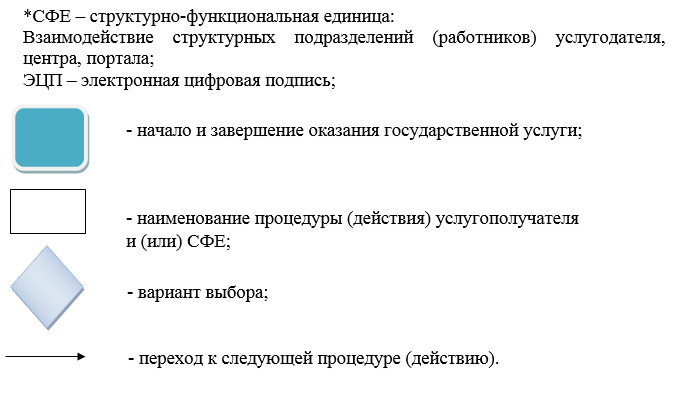 *СФЕ – структурно-функциональная единица:
Взаимодействие структурных подразделений (работников) услугодателя,
центра, портала;
ЭЦП – электронная цифровая подпись;
- начало и завершение оказания государственной услуги;
- наименование процедуры (действия) услугополучателя
и (или) СФЕ;
- вариант выбора;
- переход к следующей процедуре (действию).